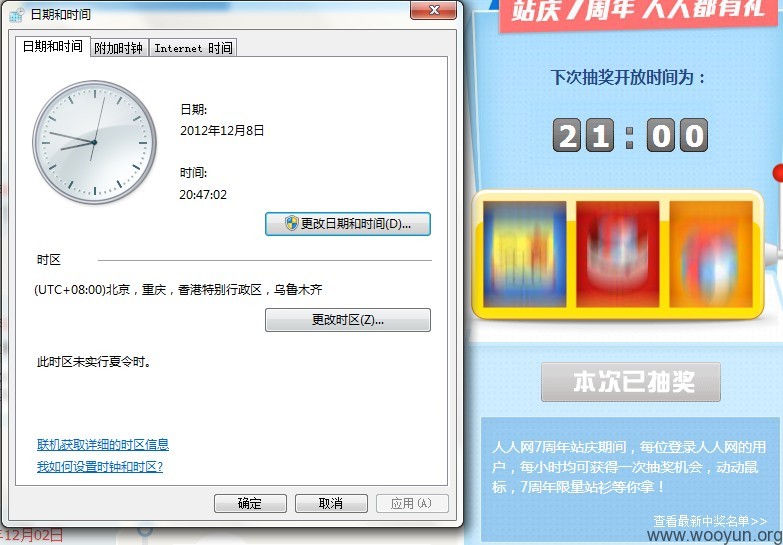 日期和时间
日期和时间 附加时钟 Internet 时间
日期:
2012年12月8日
时间:
20:47:02
更改日期和时间(D)...
时区
(UTC+08:00)北京，重庆，香港特别行政区，乌鲁木齐
更改时区(Z)...
此时区未实行夏令时。
联机获取详细的时区信息
我如何设置时钟和时区?
确定 取消 应用(A)
年12月02日
站庆7周年 人人都有礼
下次抽奖开放时间为：
21:00
本次已抽奖
人人网7周年站庆期间，每位登录人人网的用
户，每小时均可获得一次抽奖机会，动动鼠
标，7周年限量站衫等你拿！
查看最新中奖名单>>
www.wooyun.org